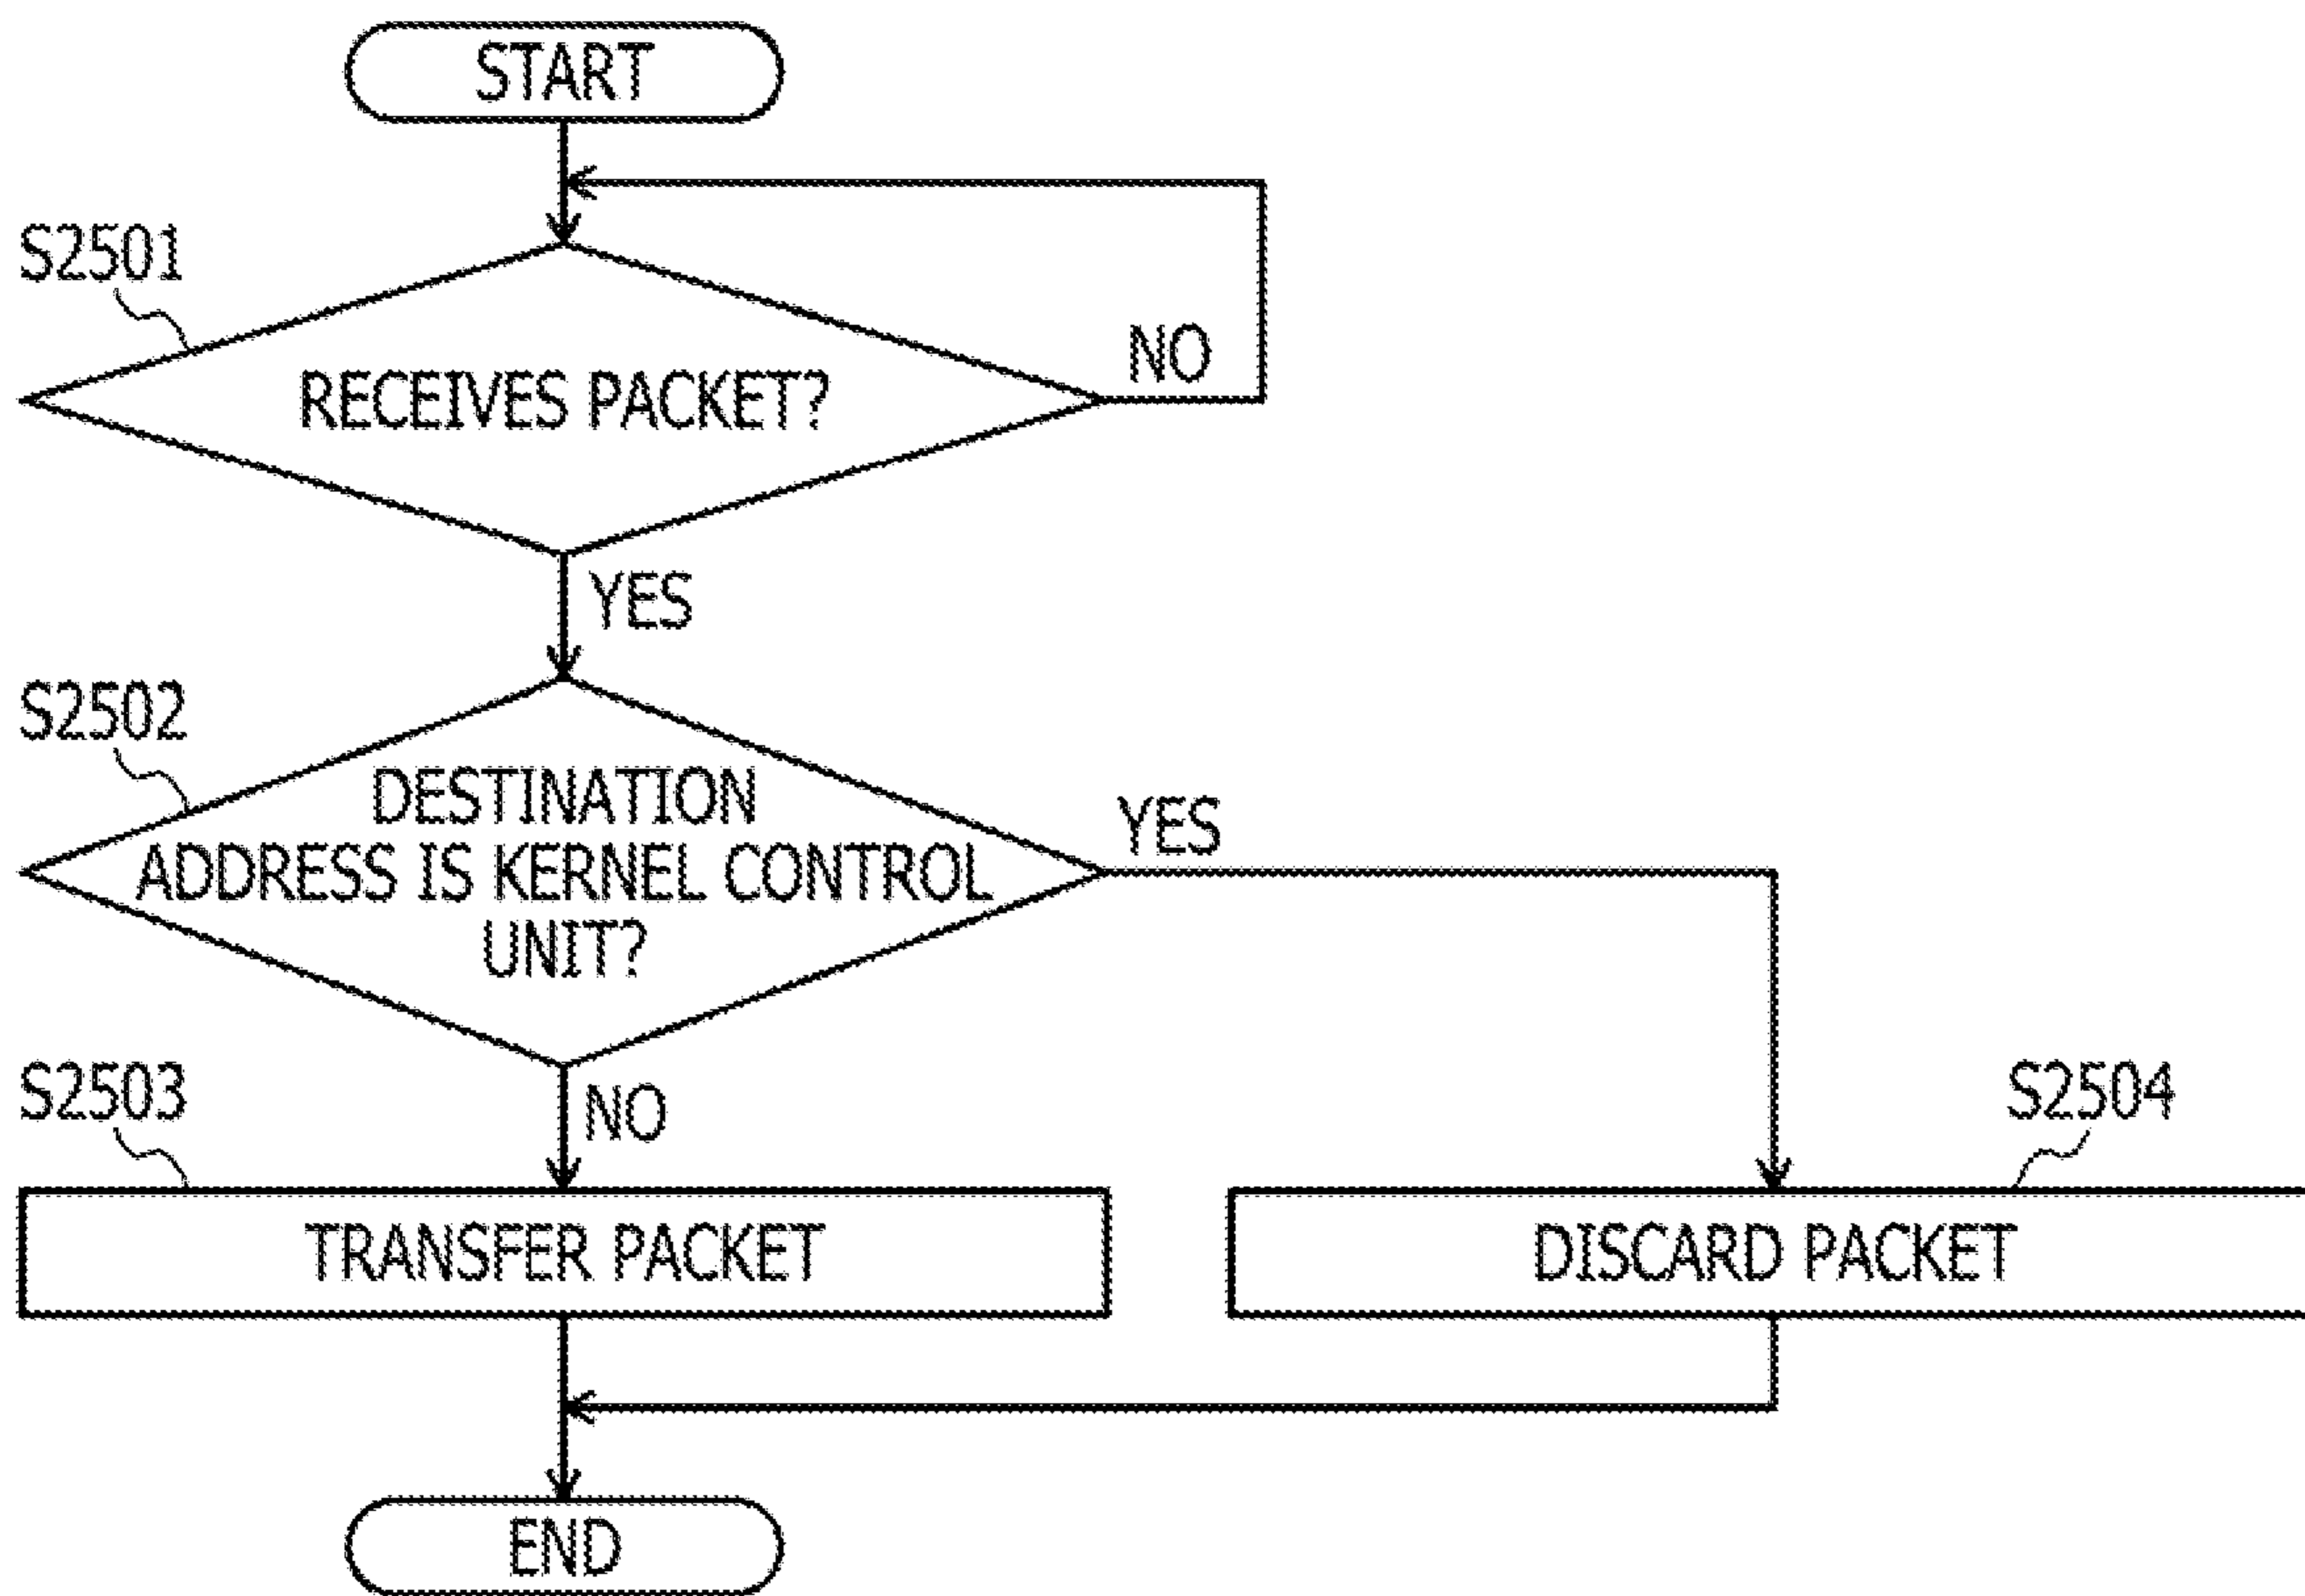 START
S2501
RECEIVES PACKET?
NO
YES
S2502
DESTINATION
ADDRESS IS KERNEL CONTROL
UNIT?
YES
NO
S2503
TRANSFER PACKET
S2504
DISCARD PACKET
END